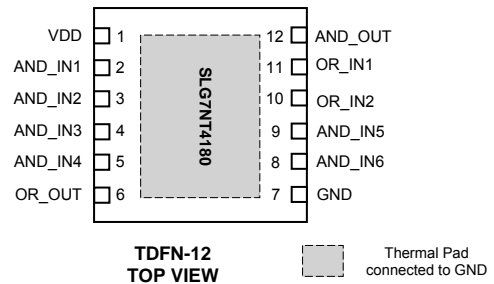 VDD 1 12 AND_OUT
AND_IN1 2 11 OR_IN1
AND_IN2 3 10 OR_IN2
AND_IN3 4 9 AND_IN5
AND_IN4 5 8 AND_IN6
OR_OUT 6 7 GND
SLG7NT4180
TDFN-12
TOP VIEW
Thermal Pad
connected to GND